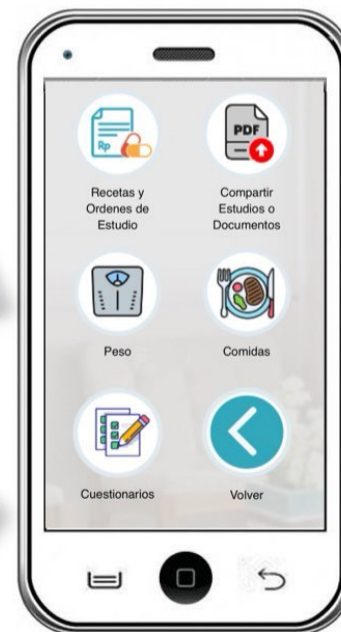 Rp
PDF
Recetas y
Ordenes de
Estudio
Compartir
Estudios o
Documentos
Peso
Comidas
Cuestionarios
Volver